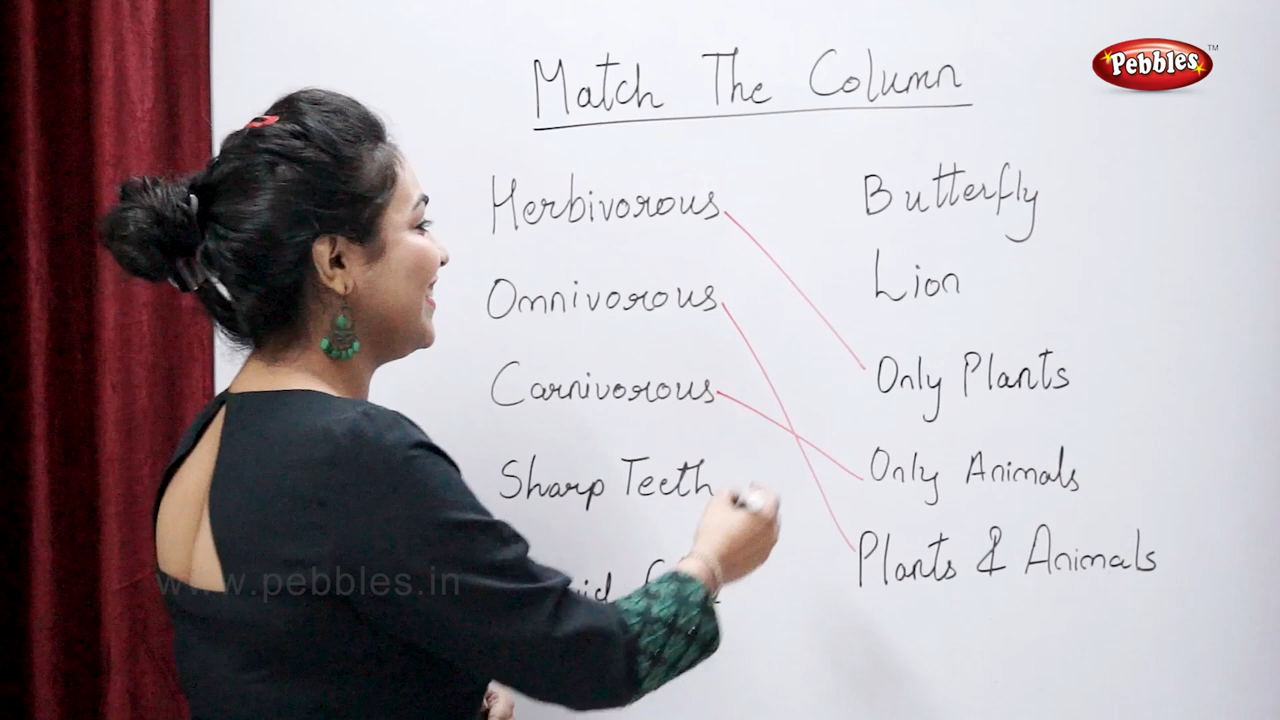 Pebbles TM
Match The Column
Herbivorous Butterfly
Omnivorous Lion
Carnivorous Only Plants
Sharp Teeth Only Animals
Plants & Animals
www.pebbles.in